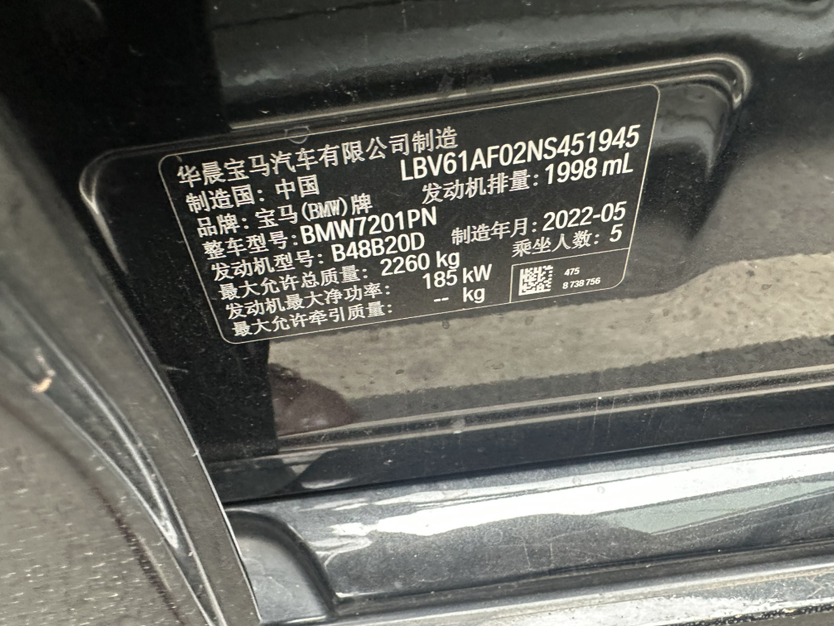 华晨宝马汽车有限公司制造
制造国：中国 LBV61AF02NS451945
品牌：宝马(BMW)牌 发动机排量：1998 mL
整车型号：BMW7201PN
发动机型号：B48B20D 制造年月：2022-05
最大允许总质量：2260 kg 乘坐人数：5
发动机最大净功率：185 kW
最大允许牵引质量：-- kg
475
8 738 756